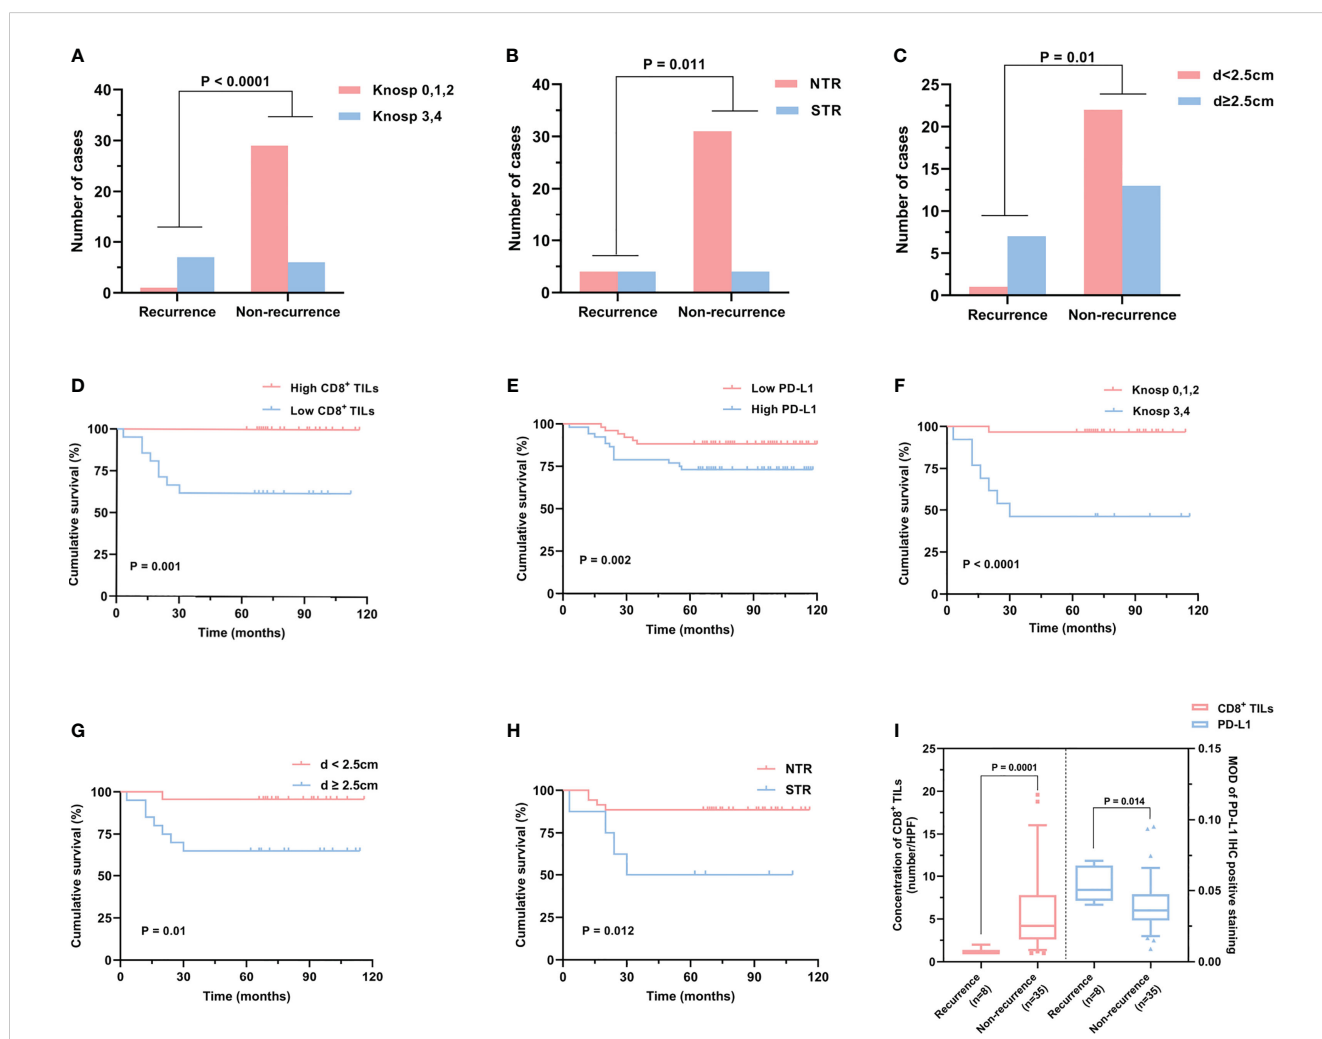 A
P < 0.0001
Knosp 0,1,2
Knosp 3,4
Number of cases
40
30
20
10
0
Recurrence
Non-recurrence
B
P = 0.011
NTR
STR
Number of cases
40
30
20
10
0
Recurrence
Non-recurrence
C
P = 0.01
d<2.5cm
d≥2.5cm
Number of cases
25
20
15
10
5
0
Recurrence
Non-recurrence
D
High CD8⁺ TILs
Low CD8⁺ TILs
Cumulative survival (%)
100
75
50
25
0
P = 0.001
0 30 60 90 120
Time (months)
E
Low PD-L1
High PD-L1
Cumulative survival (%)
100
75
50
25
0
P = 0.002
0 30 60 90 120
Time (months)
F
Knosp 0,1,2
Knosp 3,4
Cumulative survival (%)
100
75
50
25
0
P < 0.0001
0 30 60 90 120
Time (months)
G
d < 2.5cm
d ≥ 2.5cm
Cumulative survival (%)
100
75
50
25
0
P = 0.01
0 30 60 90 120
Time (months)
H
NTR
STR
Cumulative survival (%)
100
75
50
25
0
P = 0.012
0 30 60 90 120
Time (months)
I
CD8⁺ TILs
PD-L1
Concentration of CD8⁺ TILs
(number/HPF)
25
20
15
10
5
0
P = 0.0001
P = 0.014
0.15
0.10
0.05
0.00
MOD of PD-L1 IHC positive staining
Recurrence
(n=8)
Non-recurrence
(n=35)
Recurrence
(n=8)
Non-recurrence
(n=35)